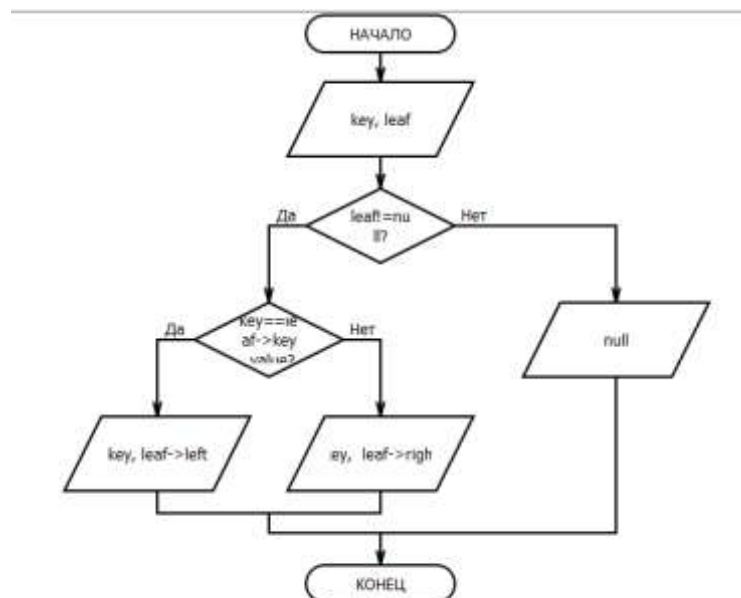 НАЧАЛО
key, leaf
leaf!=nu
ll?
Да
Нет
key==le
af->key
value?
Да
Нет
null
key, leaf->left
ey, leaf->righ
КОНЕЦ